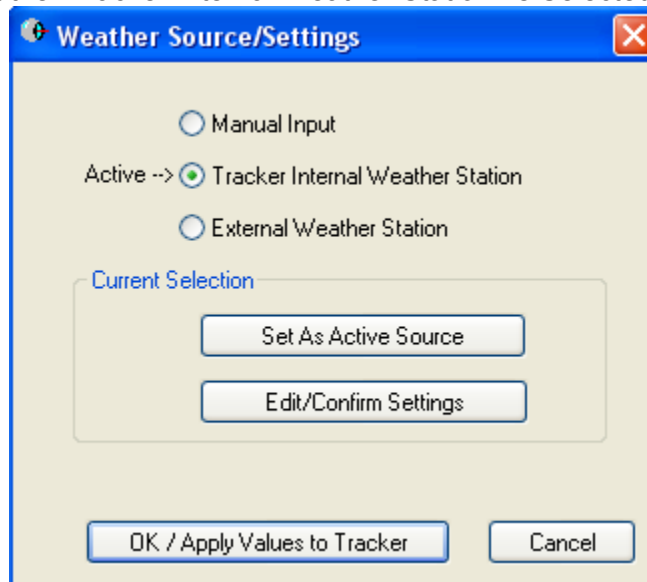 Weather Source/Settings
Manual Input
Active --> Tracker Internal Weather Station
External Weather Station
Current Selection
Set As Active Source
Edit/Confirm Settings
OK / Apply Values to Tracker Cancel